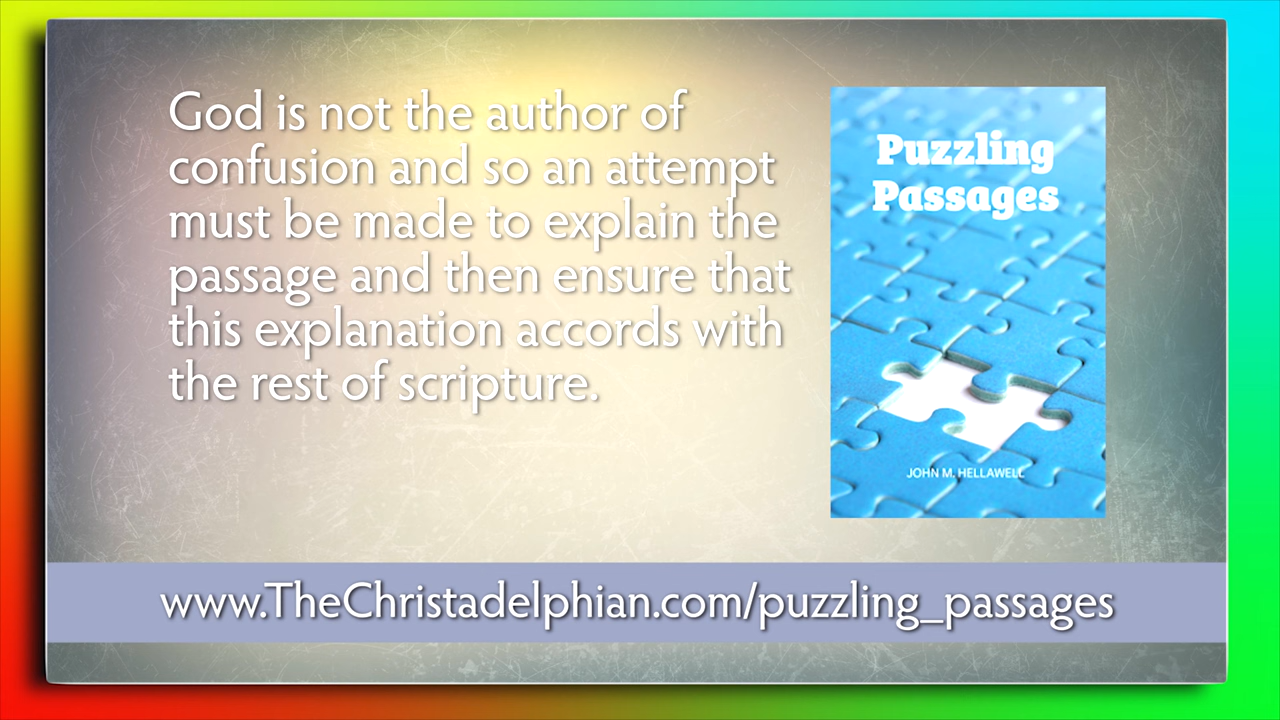 God is not the author of
confusion and so an attempt
must be made to explain the
passage and then ensure that
this explanation accords with
the rest of scripture.
Puzzling
Passages
JOHN M. HELLAWELL
www.TheChristadelphian.com/puzzling_passages